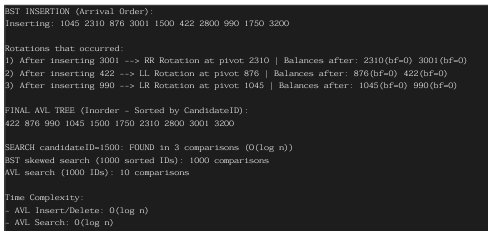 BST INSERTION (Arrival Order):
Inserting: 1045 2310 876 3001 1500 422 2800 990 1750 3200
Rotations that occurred:
1) After inserting 3001 --> RR Rotation at pivot 2310 | Balances after: 2310(bf=0) 3001(bf=0)
2) After inserting 422 --> LL Rotation at pivot 876 | Balances after: 876(bf=0) 422(bf=0)
3) After inserting 990 --> LR Rotation at pivot 1045 | Balances after: 1045(bf=0) 990(bf=0)
FINAL AVL TREE (Inorder - Sorted by CandidateID):
422 876 990 1045 1500 1750 2310 2800 3001 3200
SEARCH candidateID=1500: FOUND in 3 comparisons (O(log n))
BST skewed search (1000 sorted IDs): 1000 comparisons
AVL search (1000 IDs): 10 comparisons
Time Complexity:
- AVL Insert/Delete: O(log n)
- AVL Search: O(log n)